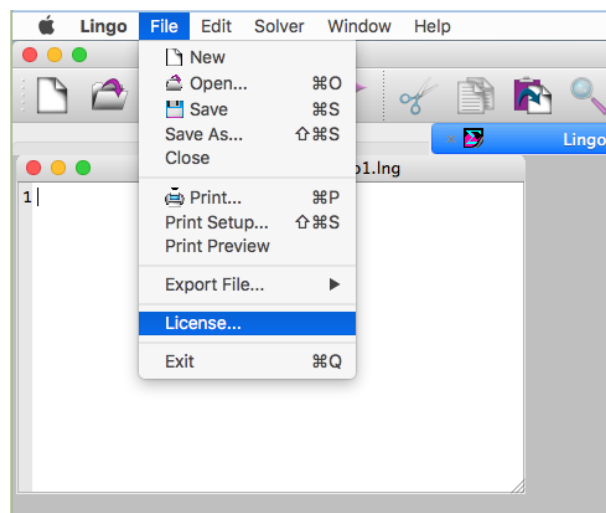 Lingo File Edit Solver Window Help
New
Open... ⌘O
Save ⌘S
Save As... ⇧⌘S
Close
Lingo
1.lng
1
Print... ⌘P
Print Setup... ⇧⌘S
Print Preview
Export File... ▶
License...
Exit ⌘Q